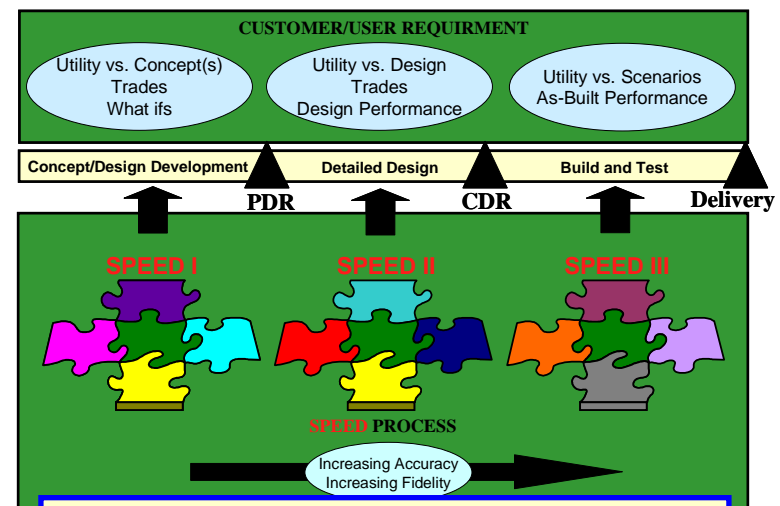 CUSTOMER/USER REQUIRMENT
Utility vs. Concept(s)
Trades
What ifs
Utility vs. Design
Trades
Design Performance
Utility vs. Scenarios
As-Built Performance
Concept/Design Development
Detailed Design
Build and Test
PDR
CDR
Delivery
SPEED I
SPEED II
SPEED III
SPEED PROCESS
Increasing Accuracy
Increasing Fidelity